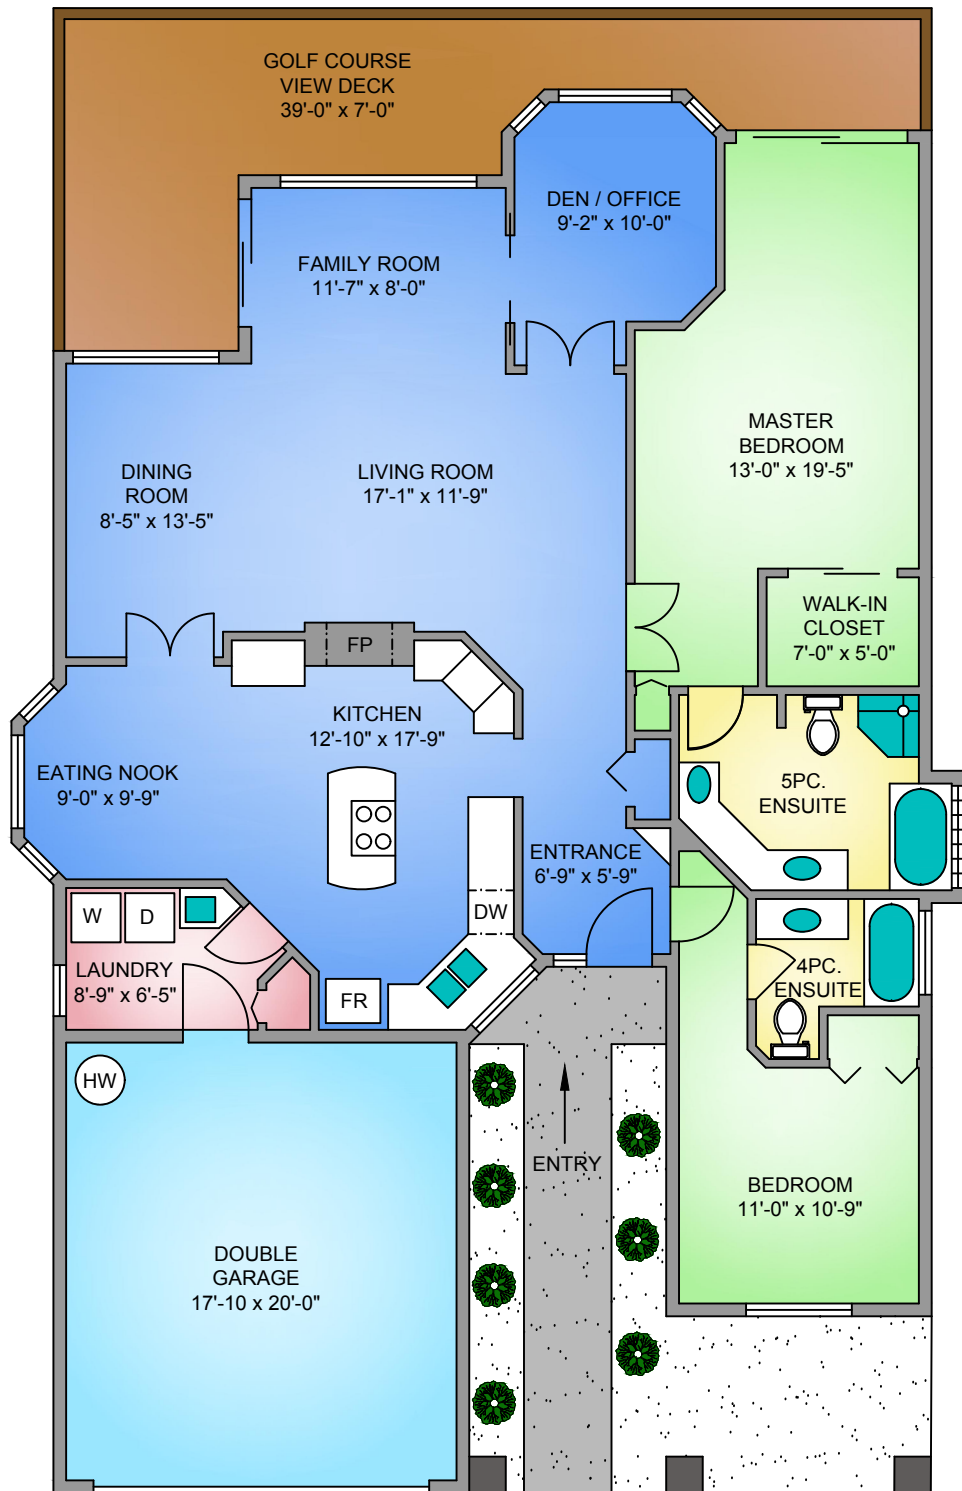 GOLF COURSE
VIEW DECK
39'-0" x 7'-0"
DEN / OFFICE
9'-2" x 10'-0"
FAMILY ROOM
11'-7" x 8'-0"
MASTER
BEDROOM
13'-0" x 19'-5"
DINING
ROOM
8'-5" x 13'-5"
LIVING ROOM
17'-1" x 11'-9"
WALK-IN
CLOSET
7'-0" x 5'-0"
FP
KITCHEN
12'-10" x 17'-9"
EATING NOOK
9'-0" x 9'-9"
5PC.
ENSUITE
ENTRANCE
6'-9" x 5'-9"
W
D
DW
LAUNDRY
8'-9" x 6'-5"
4PC.
ENSUITE
FR
HW
ENTRY
BEDROOM
11'-0" x 10'-9"
DOUBLE
GARAGE
17'-10 x 20'-0"